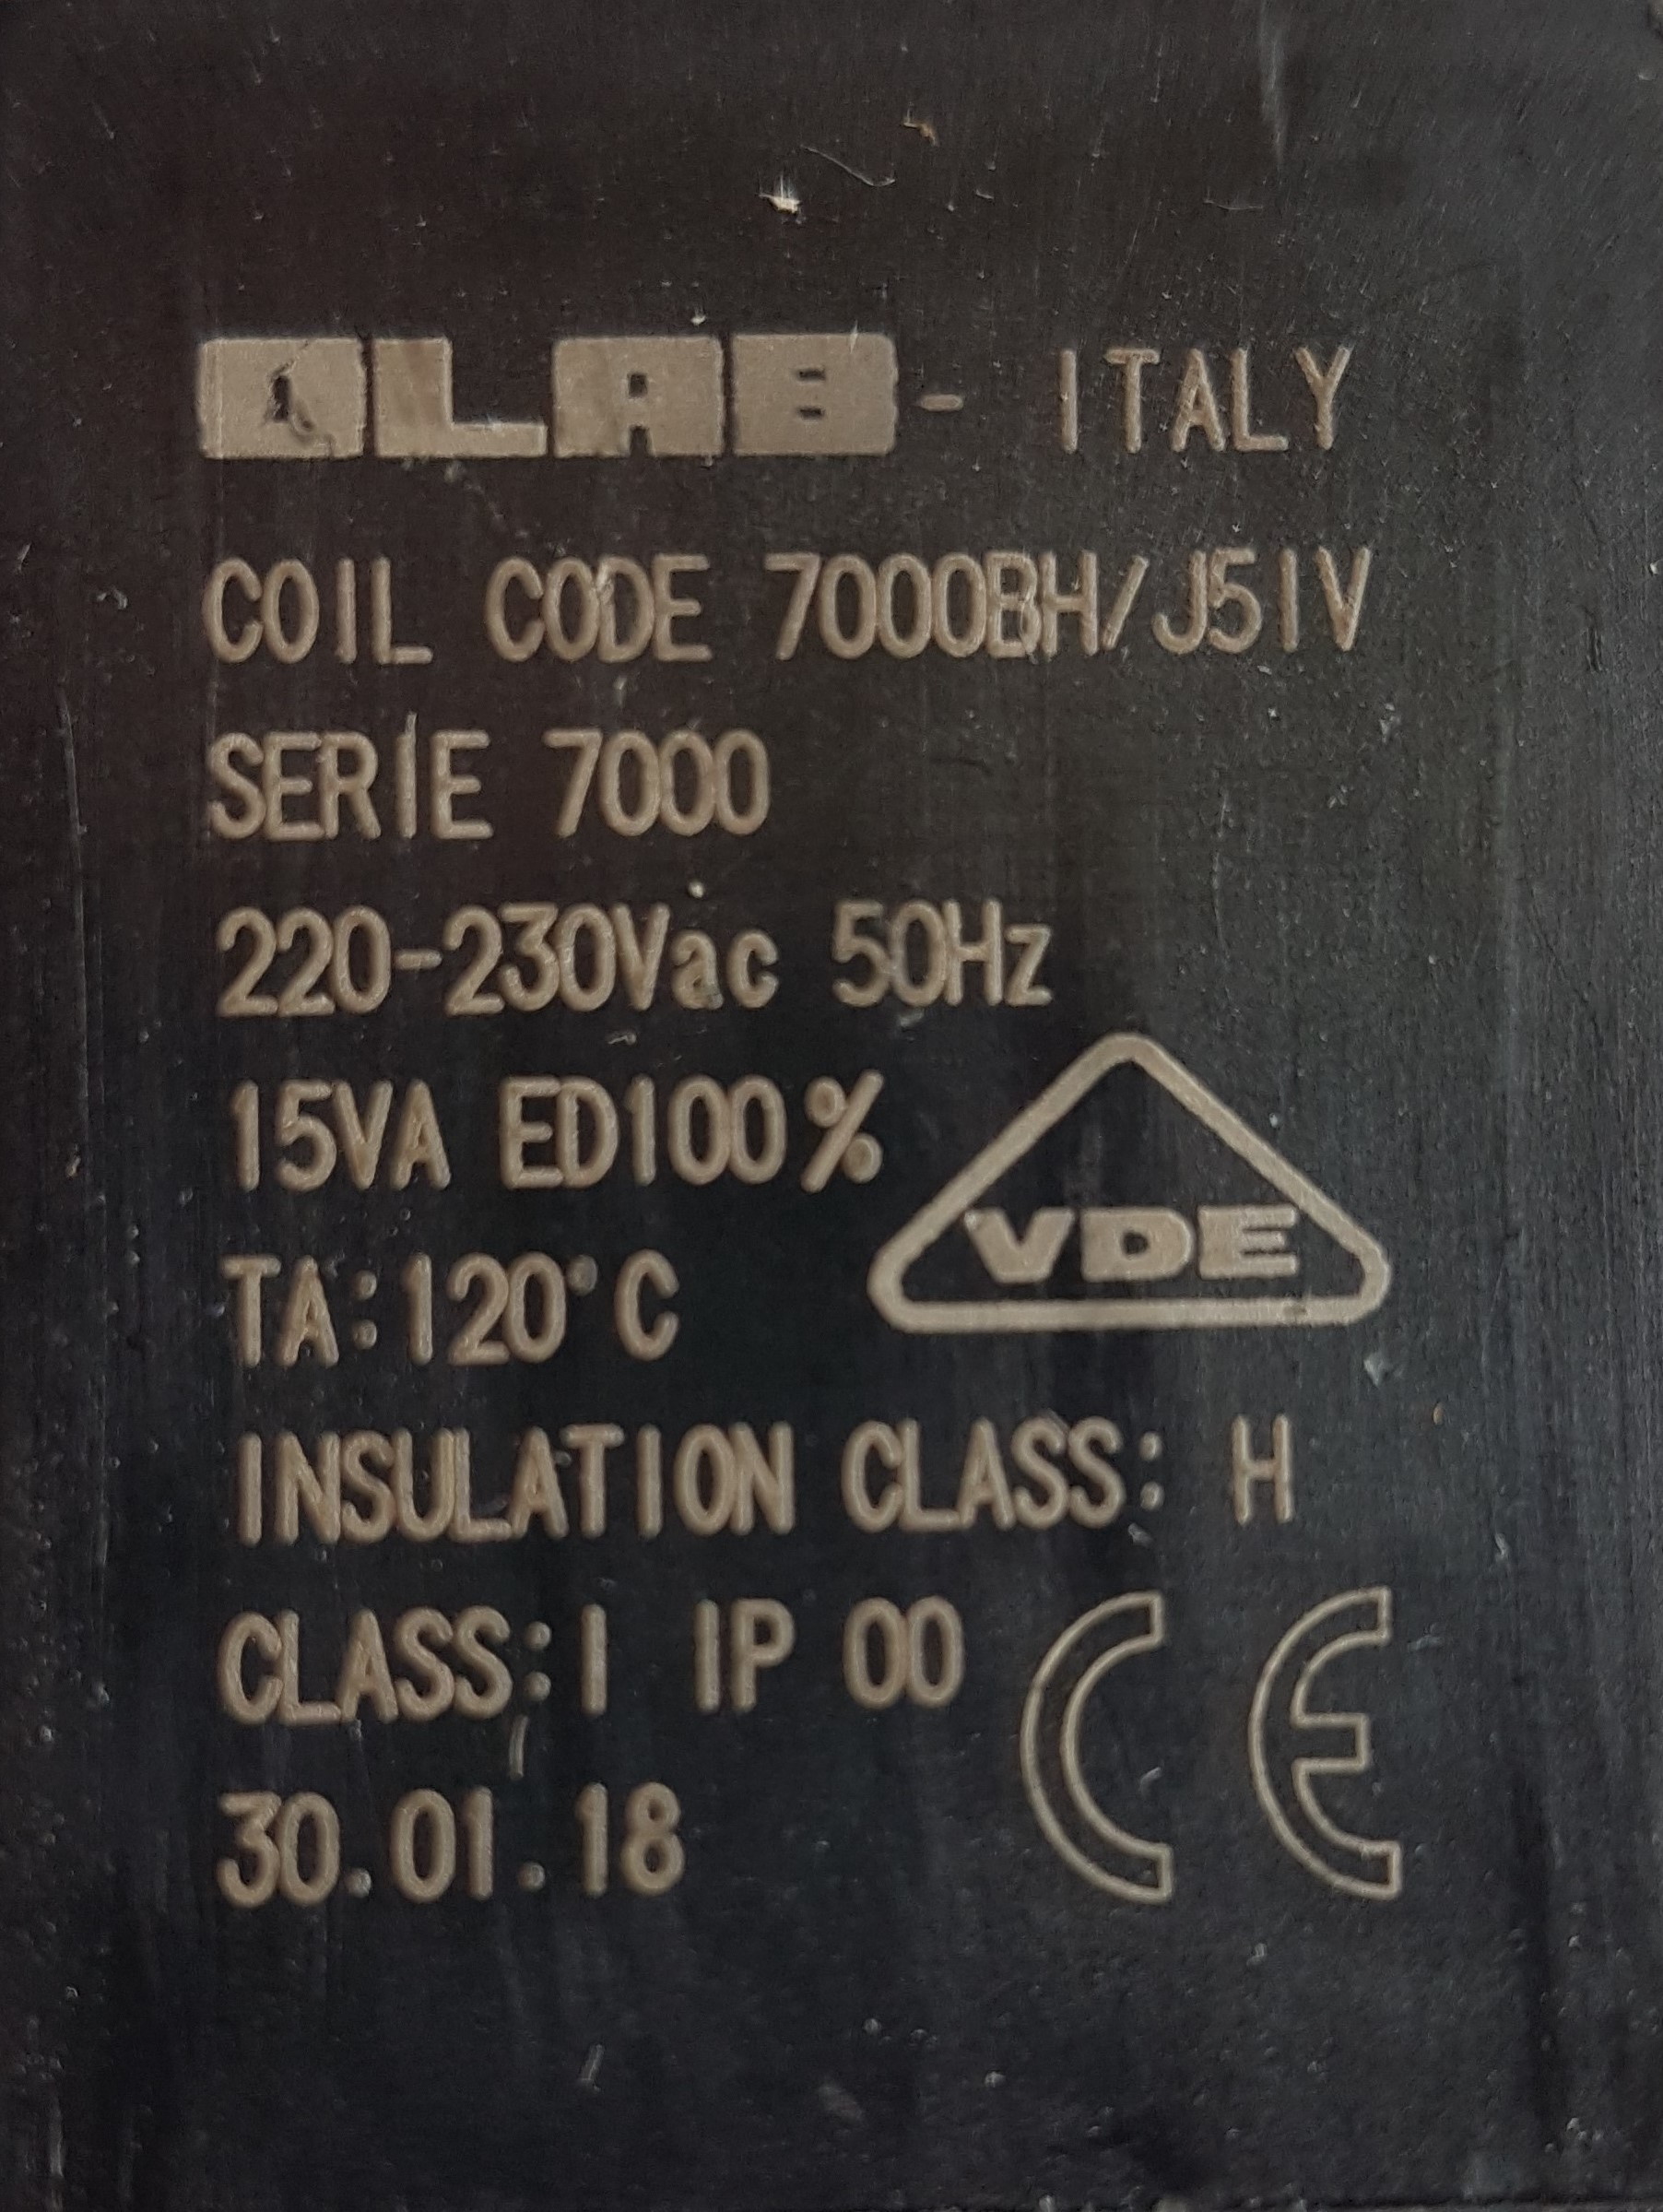 OLAB - ITALY
COIL CODE 7000BH/J5IV
SERIE 7000
220-230Vac 50Hz
15VA ED100%
TA:120°C
VDE
INSULATION CLASS: H
CLASS:I IP 00
CE
30.01.18